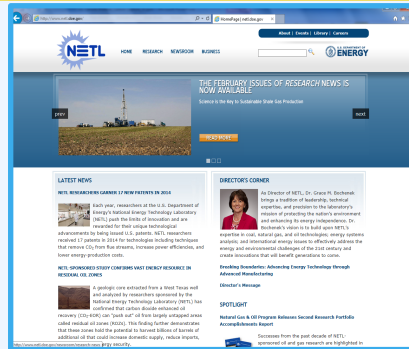 http://www.netl.doe.gov/
HomePage | netl.doe.gov
About | Events | Library | Careers
NETL
HOME RESEARCH NEWSROOM BUSINESS
U.S. DEPARTMENT OF
ENERGY
THE FEBRUARY ISSUES OF RESEARCH NEWS IS
NOW AVAILABLE
Science is the Key to Sustainable Shale Gas Production
prev
next
READ MORE
LATEST NEWS
NETL RESEARCHERS GARNER 17 NEW PATENTS IN 2014
Each year, researchers at the U.S. Department of
Energy's National Energy Technology Laboratory
(NETL) push the limits of innovation and are
rewarded for their unique technological
advancements by being issued U.S. patents. NETL researchers
received 17 patents in 2014 for technologies including techniques
that remove CO₂ from flue streams, increase power efficiencies, and
lower energy-production costs.
NETL-SPONSORED STUDY CONFIRMS VAST ENERGY RESOURCE IN
RESIDUAL OIL ZONES
A geologic core extracted from a West Texas well
and analyzed by researchers sponsored by the
National Energy Technology Laboratory (NETL) has
confirmed that carbon dioxide enhanced oil
recovery (CO₂-EOR) can "push out" oil from largely untapped areas
called residual oil zones (ROZs). This finding further demonstrates
that these zones hold the potential to harvest billions of barrels of
additional oil that could increase domestic supply, reduce imports,
energy security.
DIRECTOR'S CORNER
As Director of NETL, Dr. Grace M. Bochenek
brings a tradition of leadership, technical
expertise, and precision to the laboratory's
mission of protecting the nation's environment
and enhancing its energy independence. Dr.
Bochenek's vision is to build upon NETL's
expertise in coal, natural gas, and oil technologies; energy systems
analysis; and international energy issues to effectively address the
energy and environmental challenges of the 21st century and
create innovations that will benefit generations to come.
Breaking Boundaries: Advancing Energy Technology through
Advanced Manufacturing
Director's Message
SPOTLIGHT
Natural Gas & Oil Program Releases Second Research Portfolio
Accomplishments Report
Successes from the past decade of NETL-
sponsored oil and gas research are highlighted in